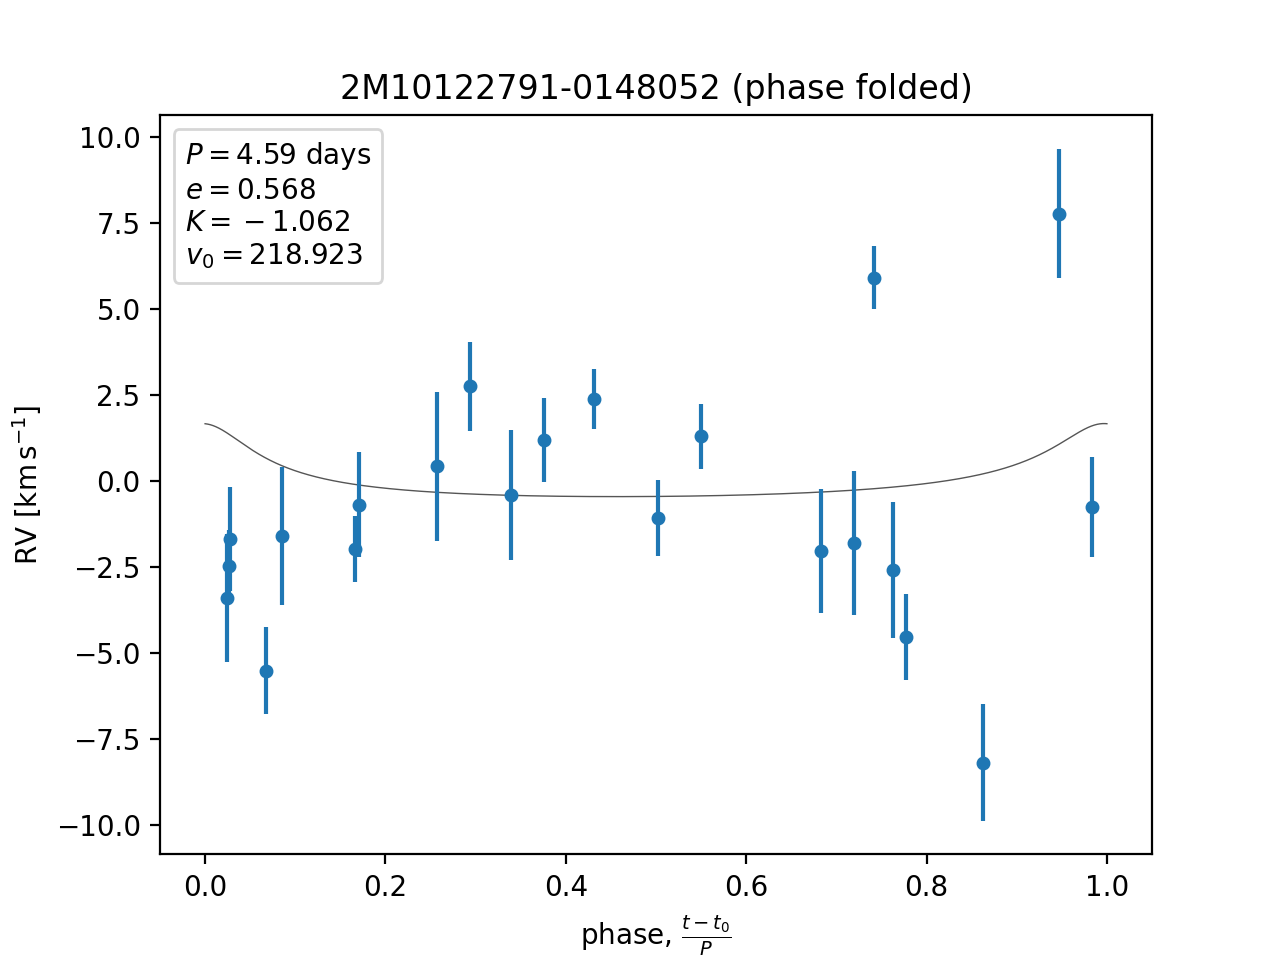 2M10122791-0148052 (phase folded)
P = 4.59 days
e = 0.568
K = −1.062
v₀ = 218.923
10.0
7.5
5.0
2.5
0.0
−2.5
−5.0
−7.5
−10.0
RV [km s⁻¹]
0.0 0.2 0.4 0.6 0.8 1.0
phase, (t − t₀)/P